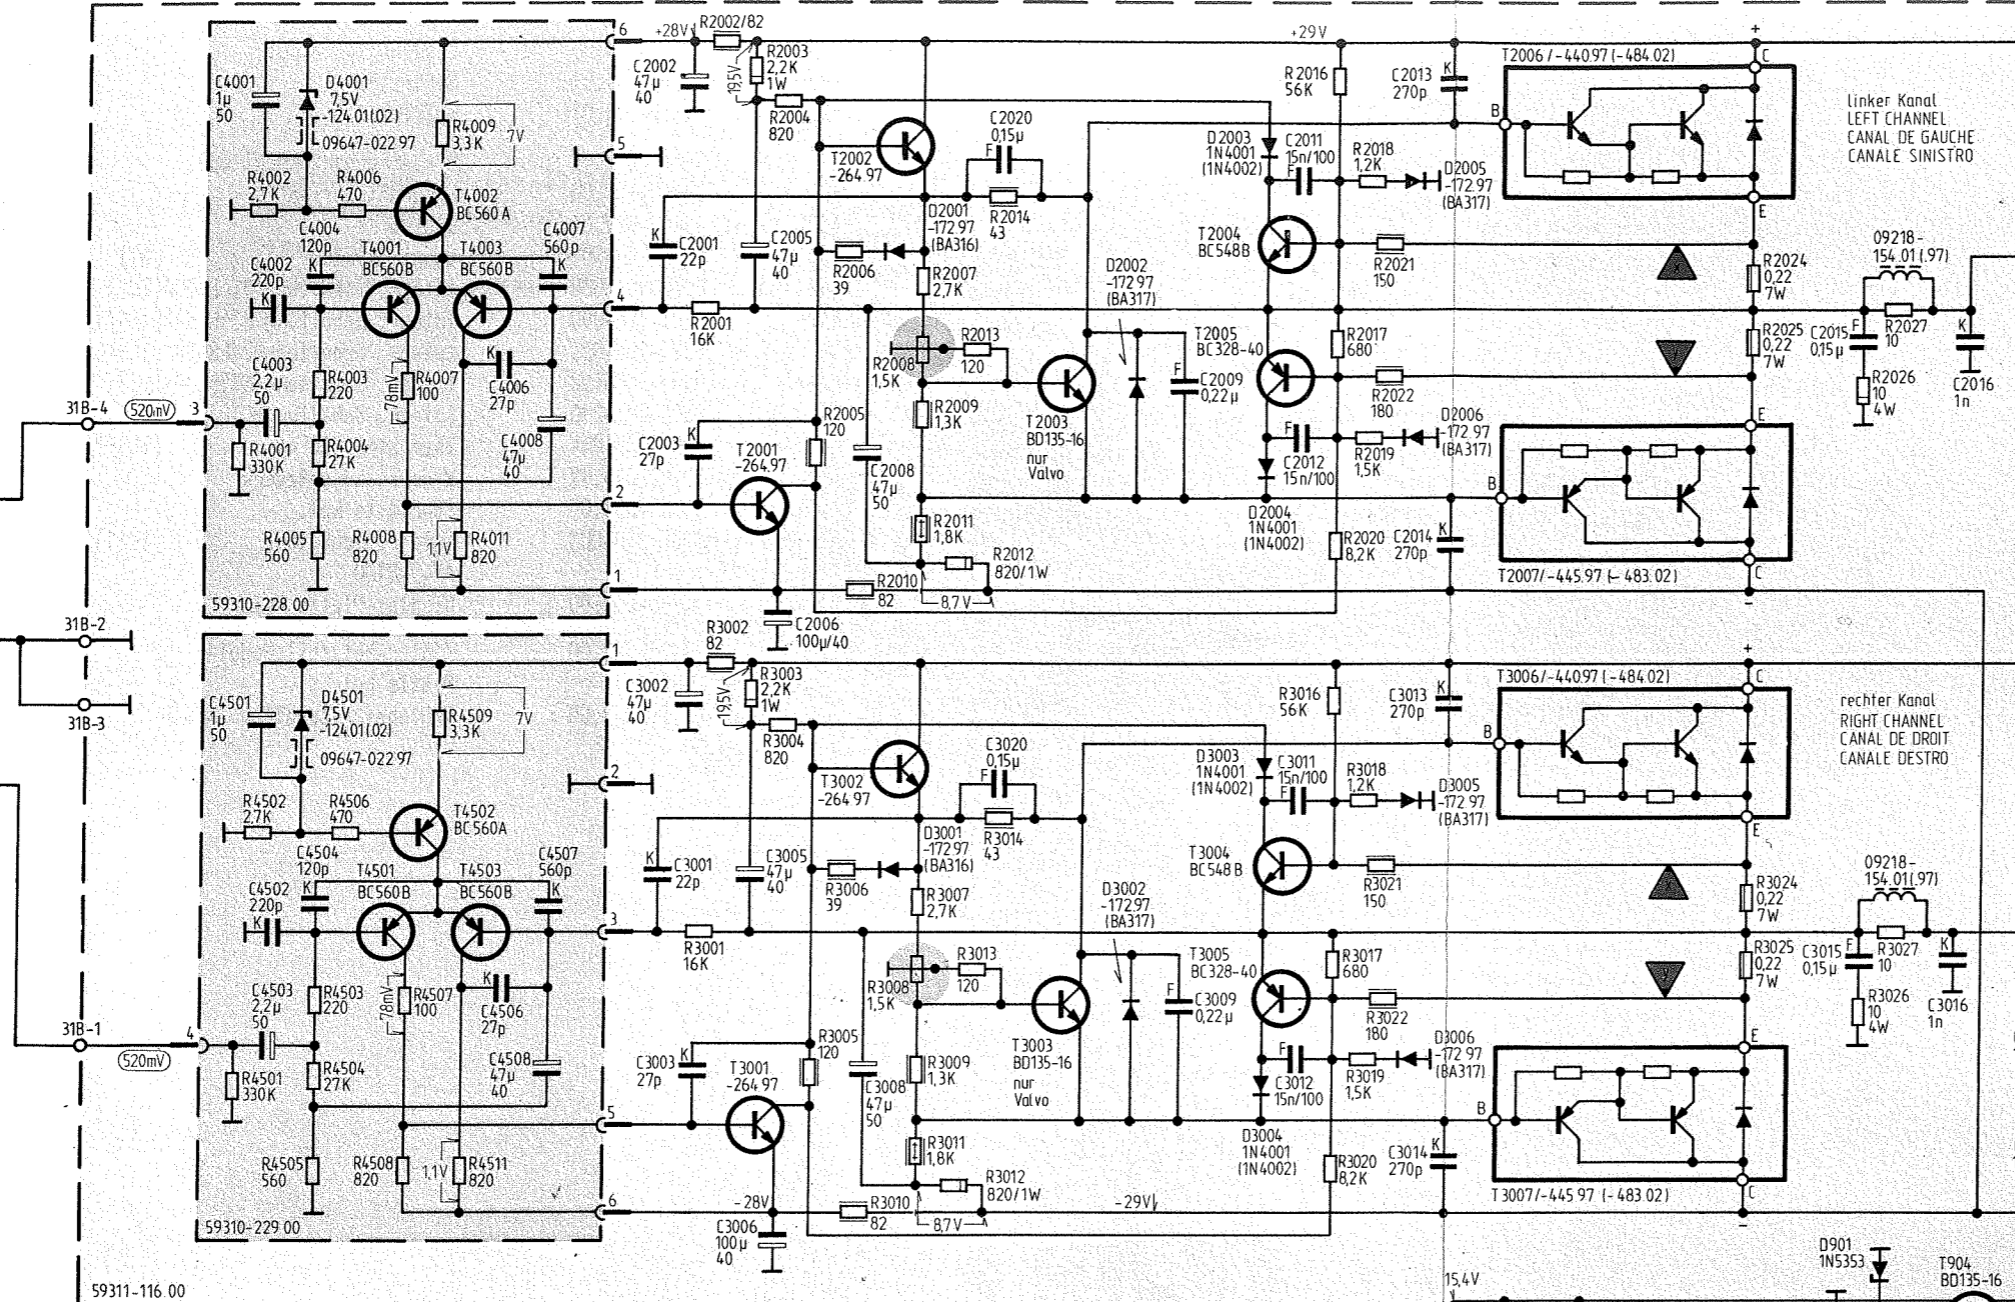 +28V
R2002/82
6
C4001
1µ
50
D4001
7,5V
-124.01(.02)
09647-022.97
R4009
3,3K
7V
5
R4002
2,7K
R4006
470
T4002
BC560A
C4004
120p
T4001
BC560B
T4003
BC560B
C4007
560p
K
C4002
220p
K
K
4
C4003
2,2µ
50
R4003
220
78mV
R4007
100
K
C4006
27p
31B-4
520mV
3
R4001
330K
R4004
27K
C4008
47µ
40
2
R4005
560
R4008
820
1,1V
R4011
820
1
59310-228.00
C2002
47µ
40
19,5V
R2003
2,2K
1W
R2004
820
T2002
-264.97
C2020
0,15µ
F
R2014
43
D2001
-172.97
(BA316)
K
C2001
22p
C2005
47µ
40
R2006
39
R2007
2,7K
R2001
16K
R2008
1,5K
R2013
120
R2009
1,3K
T2003
BD135-16
nur
Valvo
D2002
-172.97
(BA317)
F
C2009
0,22µ
C2003
27p
K
T2001
-264.97
R2005
120
C2008
47µ
50
R2011
1,8K
R2012
820/1W
R2010
82
8,7V
C2006
100µ/40
+29V
R2016
56K
C2013
270p
K
D2003
1N4001
(1N4002)
C2011
15n/100
F
R2018
1,2K
D2005
-172.97
(BA317)
T2004
BC548B
R2021
150
T2005
BC328-40
R2017
680
R2022
180
F
C2012
15n/100
R2019
1,5K
D2006
-172.97
(BA317)
D2004
1N4001
(1N4002)
R2020
8,2K
C2014
270p
K
T2006/-440.97 (-484.02)
+
C
B
E
linker Kanal
LEFT CHANNEL
CANAL DE GAUCHE
CANALE SINISTRO
R2024
0,22
7W
R2025
0,22
7W
09218-
154.01(.97)
C2015
0,15µ
F
R2027
10
K
R2026
10
4W
C2016
1n
E
B
T2007/-445.97 (-483.02)
C
-
31B-2
31B-3
1
C4501
1µ
50
D4501
7,5V
-124.01(.02)
09647-022.97
R4509
3,3K
7V
2
R4502
2,7K
R4506
470
T4502
BC560A
C4504
120p
T4501
BC560B
T4503
BC560B
C4507
560p
K
C4502
220p
K
K
3
C4503
2,2µ
50
R4503
220
78mV
R4507
100
K
C4506
27p
31B-1
520mV
4
R4501
330K
R4504
27K
C4508
47µ
40
5
R4505
560
R4508
820
1,1V
R4511
820
6
59310-229.00
R3002
82
C3002
47µ
40
19,5V
R3003
2,2K
1W
R3004
820
T3002
-264.97
C3020
0,15µ
F
R3014
43
D3001
-172.97
(BA316)
K
C3001
22p
C3005
47µ
40
R3006
39
R3007
2,7K
R3001
16K
R3008
1,5K
R3013
120
R3009
1,3K
T3003
BD135-16
nur
Valvo
D3002
-172.97
(BA317)
F
C3009
0,22µ
C3003
27p
K
T3001
-264.97
R3005
120
C3008
47µ
50
R3011
1,8K
R3012
820/1W
-28V
R3010
82
8,7V
-29V
C3006
100µ
40
R3016
56K
C3013
270p
K
D3003
1N4001
(1N4002)
C3011
15n/100
F
R3018
1,2K
D3005
-172.97
(BA317)
T3004
BC548B
R3021
150
T3005
BC328-40
R3017
680
R3022
180
F
C3012
15n/100
R3019
1,5K
D3006
-172.97
(BA317)
D3004
1N4001
(1N4002)
R3020
8,2K
C3014
270p
K
T3006/-440.97 (-484.02)
+
C
B
E
rechter Kanal
RIGHT CHANNEL
CANAL DE DROIT
CANALE DESTRO
R3024
0,22
7W
R3025
0,22
7W
09218-
154.01(.97)
C3015
0,15µ
F
R3027
10
K
R3026
10
4W
C3016
1n
E
B
T3007/-445.97 (-483.02)
C
-
59311-116.00
15,4V
D901
1N5353
T904
BD135-16